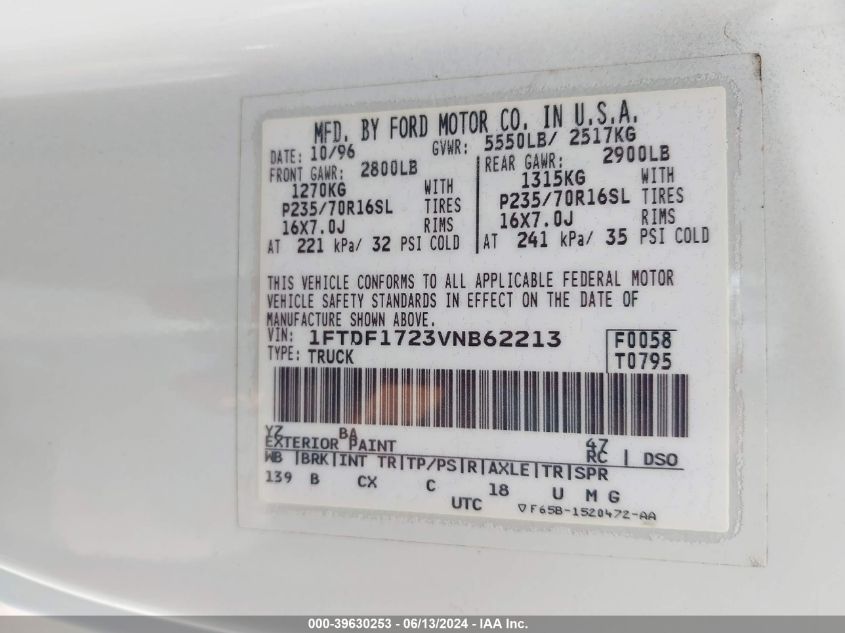 MFD. BY FORD MOTOR CO. IN U.S.A.
DATE: 10/96 GVWR: 5550LB/ 2517KG
FRONT GAWR: 2800LB REAR GAWR: 2900LB
1270KG WITH 1315KG WITH
P235/70R16SL TIRES P235/70R16SL TIRES
16X7.0J RIMS 16X7.0J RIMS
AT 221 kPa/ 32 PSI COLD AT 241 kPa/ 35 PSI COLD
THIS VEHICLE CONFORMS TO ALL APPLICABLE FEDERAL MOTOR
VEHICLE SAFETY STANDARDS IN EFFECT ON THE DATE OF
MANUFACTURE SHOWN ABOVE.
VIN: 1FTDF1723VNB62213 F0058
TYPE: TRUCK T0795
YZ BA 47
EXTERIOR PAINT RC | DSO
WB |BRK|INT TR|TP/PS|R|AXLE|TR|SPR
139 B CX C 18 U M G
UTC ▽F65B-1520472-AA
000-39630253 - 06/13/2024 - IAA Inc.